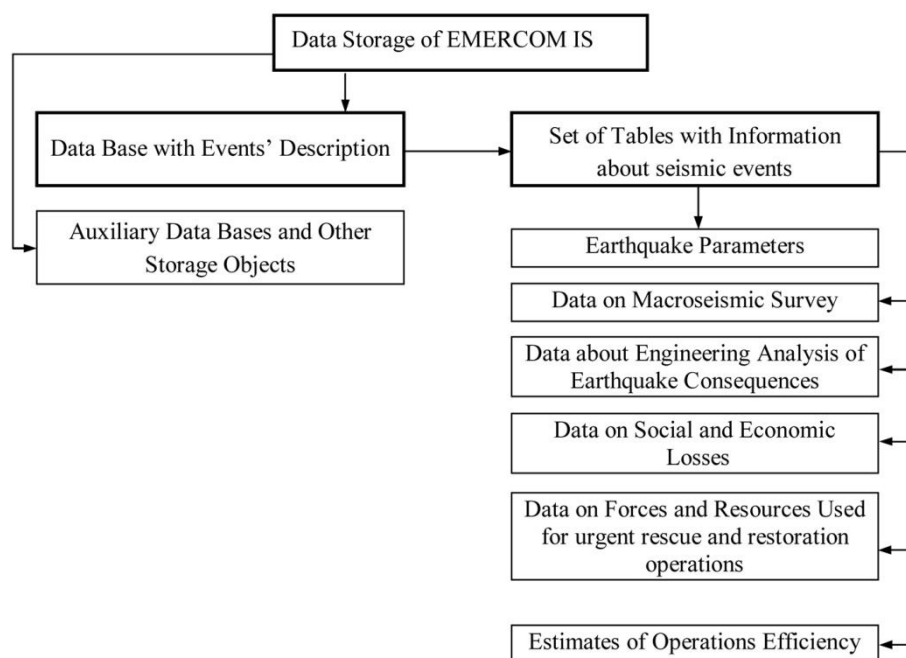 Data Storage of EMERCOM IS
Data Base with Events’ Description
Set of Tables with Information
about seismic events
Auxiliary Data Bases and Other
Storage Objects
Earthquake Parameters
Data on Macroseismic Survey
Data about Engineering Analysis of
Earthquake Consequences
Data on Social and Economic
Losses
Data on Forces and Resources Used
for urgent rescue and restoration
operations
Estimates of Operations Efficiency